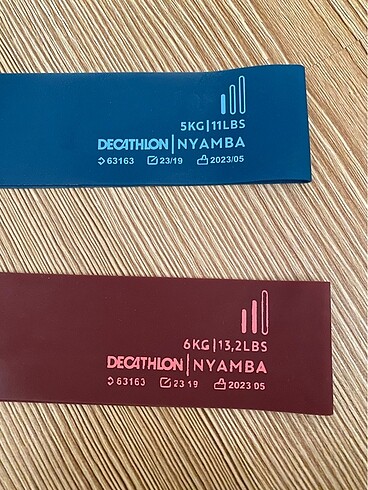 5KG|11LBS
DECATHLON|NYAMBA
63163 23/19 2023/05
6KG|13,2LBS
DECATHLON|NYAMBA
63163 23 19 2023 05